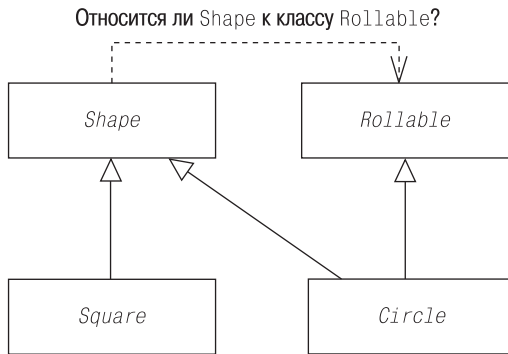 Относится ли Shape к классу Rollable?
Shape
Rollable
Square
Circle